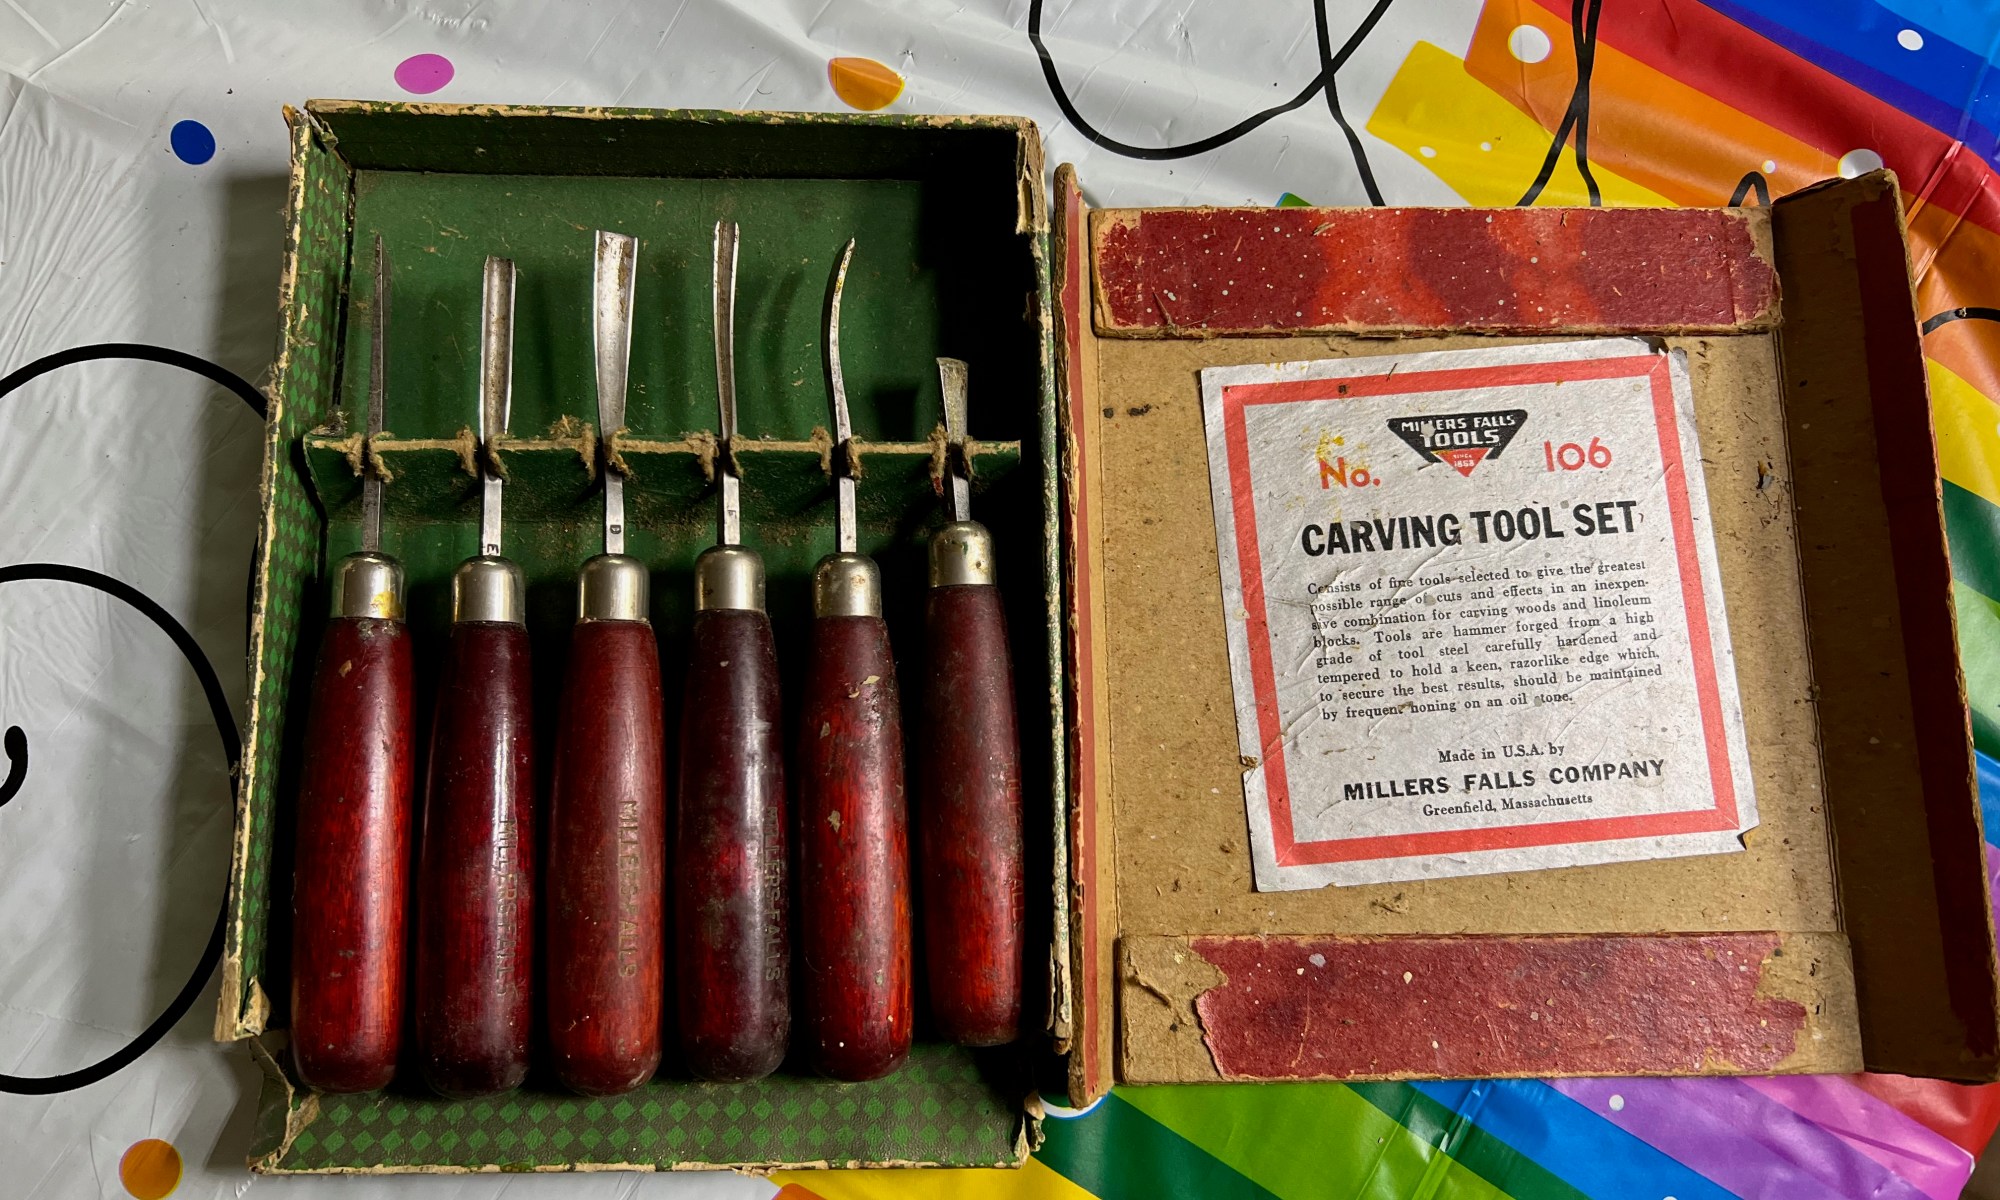 E
D
F
MILLERS FALLS
MILLERS FALLS
MILLERS FALLS
MILLERS FALLS
TOOLS
SINCE
1868
No. 106
CARVING TOOL SET
Consists of fine tools selected to give the greatest
possible range of cuts and effects in an inexpen-
sive combination for carving woods and linoleum
blocks. Tools are hammer forged from a high
grade of tool steel carefully hardened and
tempered to hold a keen, razorlike edge which,
to secure the best results, should be maintained
by frequent honing on an oil stone.
Made in U.S.A. by
MILLERS FALLS COMPANY
Greenfield, Massachusetts